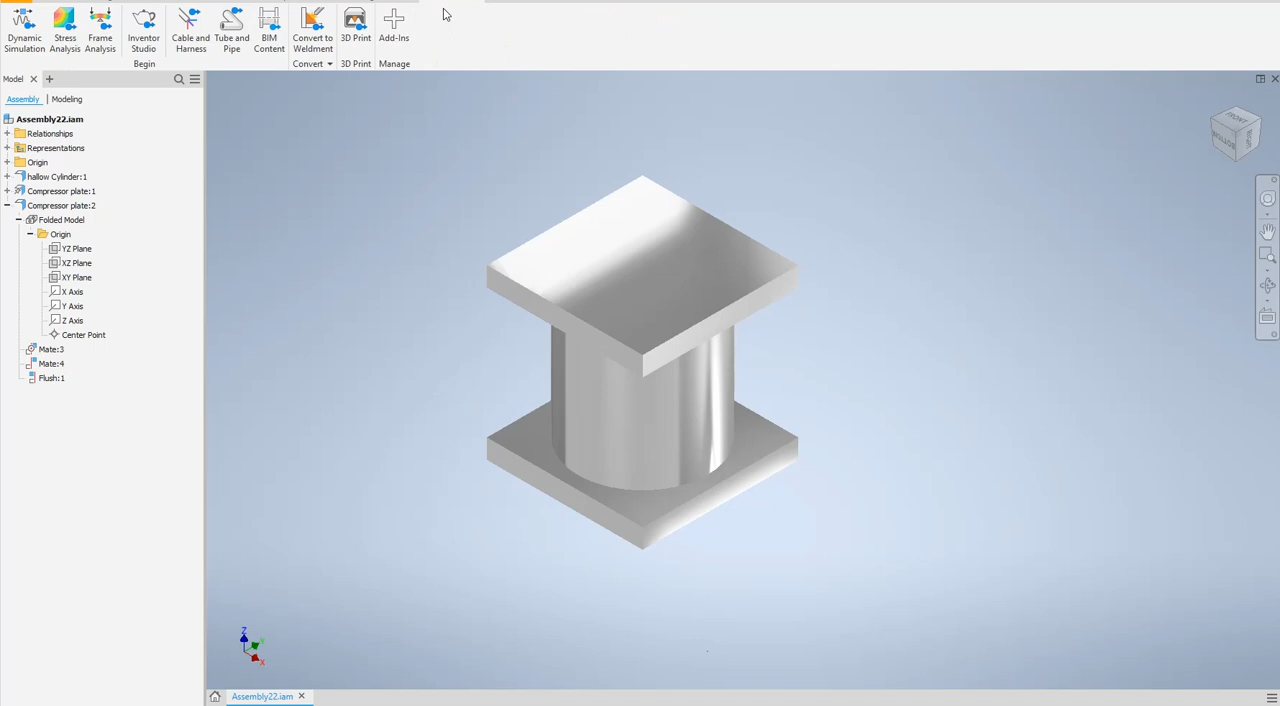 Dynamic Simulation
Stress Analysis
Frame Analysis
Inventor Studio
Cable and Harness
Tube and Pipe
BIM Content
Convert to Weldment
3D Print
Add-Ins
Begin
Convert
3D Print
Manage
Model
Assembly | Modeling
Assembly22.iam
Relationships
Representations
Origin
hallow Cylinder:1
Compressor plate:1
Compressor plate:2
Folded Model
Origin
YZ Plane
XZ Plane
XY Plane
X Axis
Y Axis
Z Axis
Center Point
Mate:3
Mate:4
Flush:1
FRONT
RIGHT
BOTTOM
Z
Y
X
Assembly22.iam